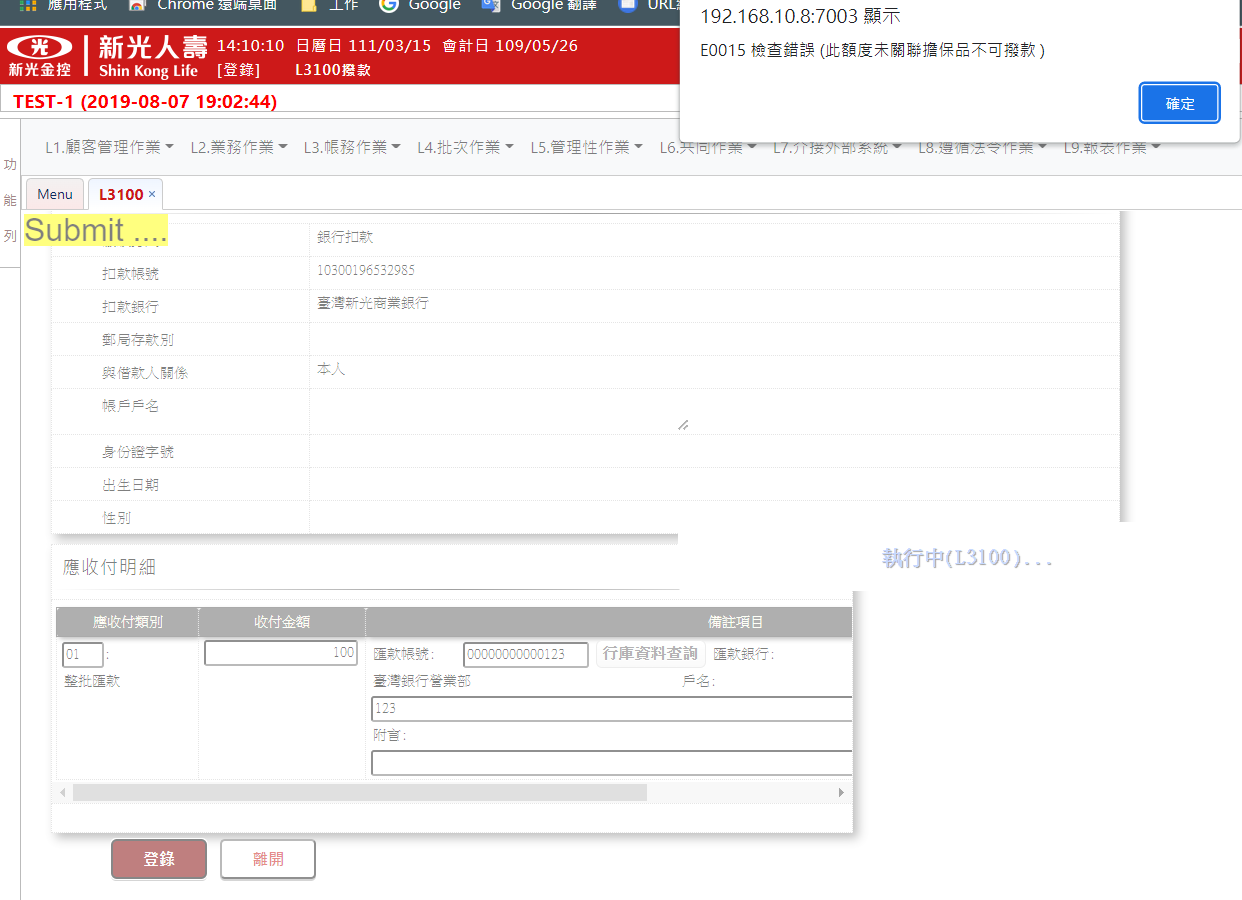 應用程式 Chrome 遠端桌面 工作 Google Google 翻譯
192.168.10.8:7003 顯示
E0015 檢查錯誤 (此額度未關聯擔保品不可撥款 )
確定
新光金控
新光人壽
Shin Kong Life
14:10:10 日曆日 111/03/15 會計日 109/05/26
[登錄] L3100撥款
TEST-1 (2019-08-07 19:02:44)
功
能
列
L1.顧客管理作業 L2.業務作業 L3.帳務作業 L4.批次作業 L5.管理性作業 L6.共同作業 L7.介接外部系統 L8.遵循法令作業 L9.報表作業
Menu L3100 ×
Submit ....
銀行扣款
扣款帳號 10300196532985
扣款銀行 臺灣新光商業銀行
郵局存款別
與借款人關係 本人
帳戶戶名
身份證字號
出生日期
性別
執行中(L3100)...
應收付明細
應收付類別 收付金額 備註項目
01 : 100 匯款帳號: 00000000000123 行庫資料查詢 匯款銀行:
整批匯款 臺灣銀行營業部 戶名:
123
附言:
登錄 離開